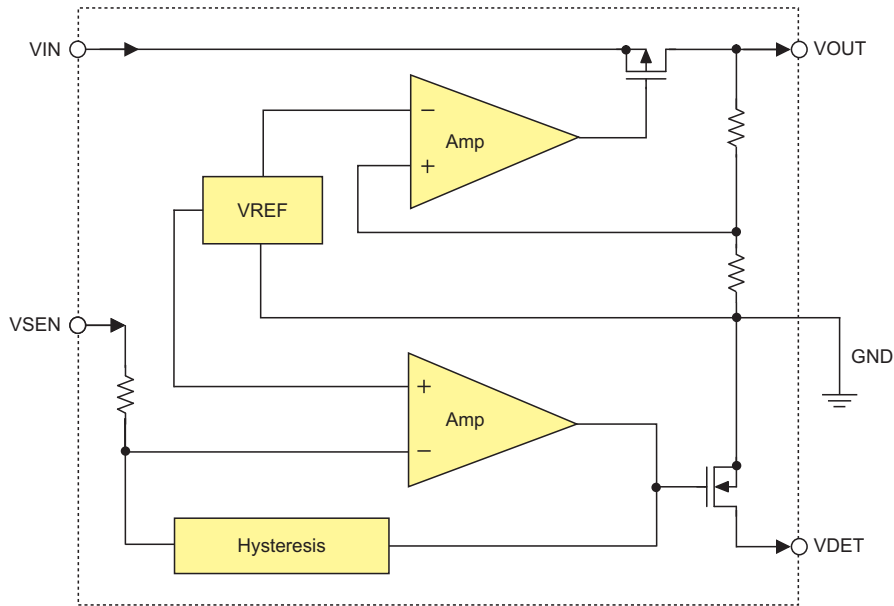 VIN
VOUT
−
Amp
+
VREF
VSEN
GND
+
Amp
−
Hysteresis
VDET